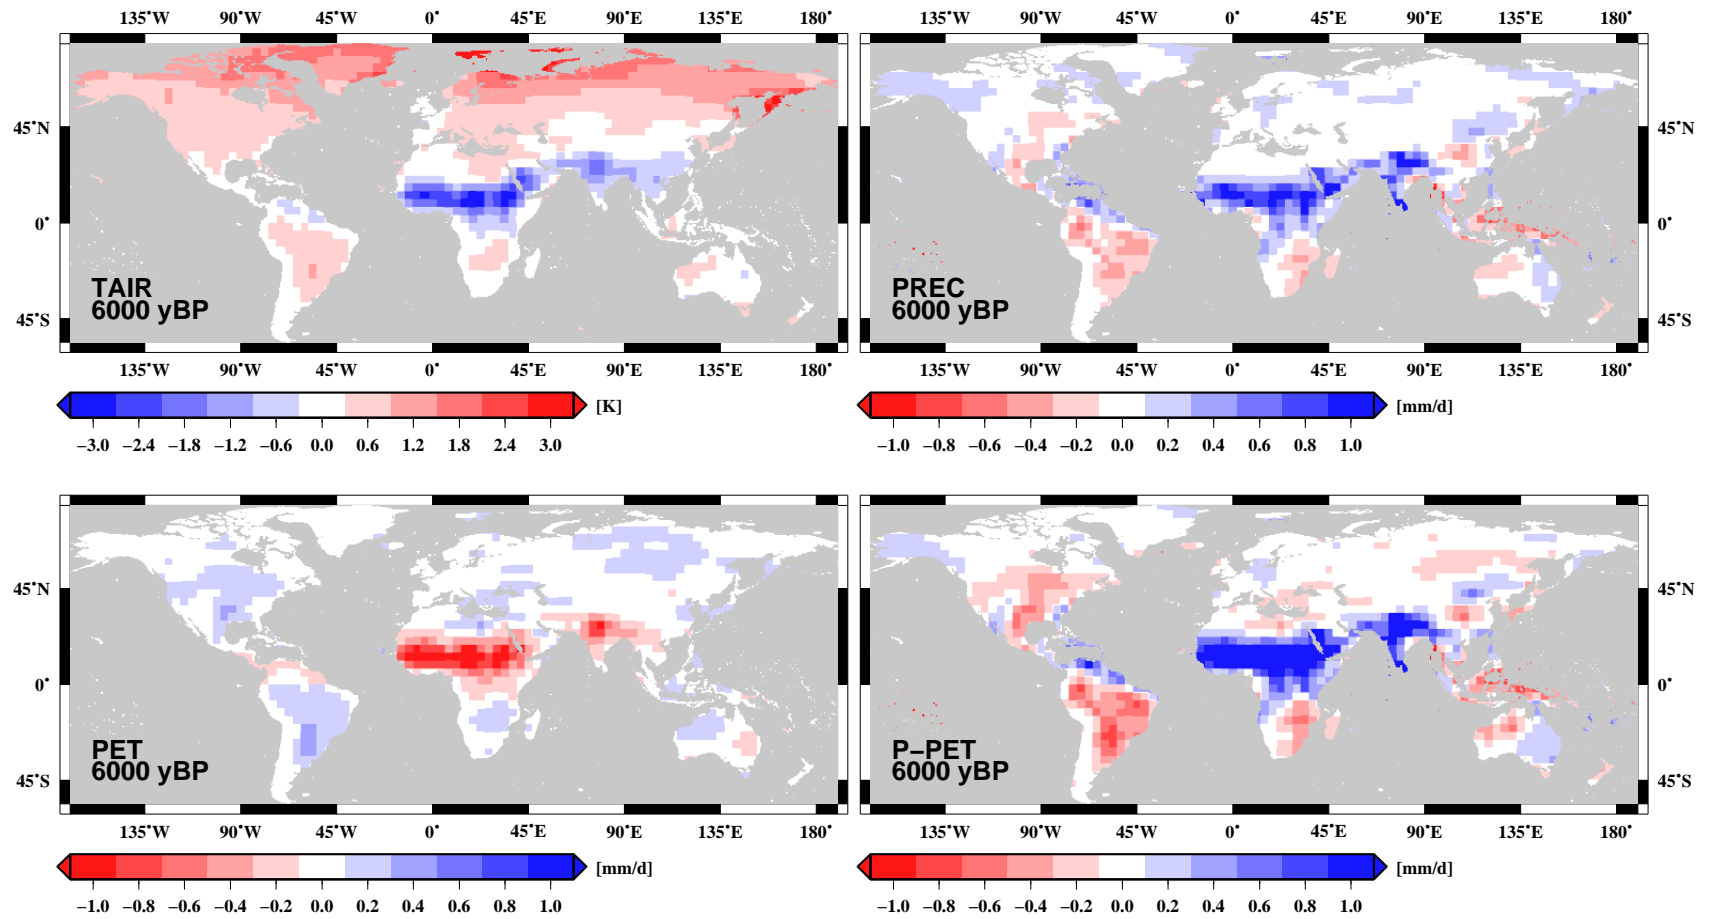 135˚W 90˚W 45˚W 0˚ 45˚E 90˚E 135˚E 180˚ 135˚W 90˚W 45˚W 0˚ 45˚E 90˚E 135˚E 180˚
45˚N 45˚N
0˚ 0˚
TAIR PREC
6000 yBP 6000 yBP
45˚S 45˚S
135˚W 90˚W 45˚W 0˚ 45˚E 90˚E 135˚E 180˚ 135˚W 90˚W 45˚W 0˚ 45˚E 90˚E 135˚E 180˚
[K] [mm/d]
−3.0 −2.4 −1.8 −1.2 −0.6 0.0 0.6 1.2 1.8 2.4 3.0 −1.0 −0.8 −0.6 −0.4 −0.2 0.0 0.2 0.4 0.6 0.8 1.0
45˚N 45˚N
0˚ 0˚
PET P−PET
6000 yBP 6000 yBP
45˚S 45˚S
135˚W 90˚W 45˚W 0˚ 45˚E 90˚E 135˚E 180˚ 135˚W 90˚W 45˚W 0˚ 45˚E 90˚E 135˚E 180˚
[mm/d] [mm/d]
−1.0 −0.8 −0.6 −0.4 −0.2 0.0 0.2 0.4 0.6 0.8 1.0 −1.0 −0.8 −0.6 −0.4 −0.2 0.0 0.2 0.4 0.6 0.8 1.0